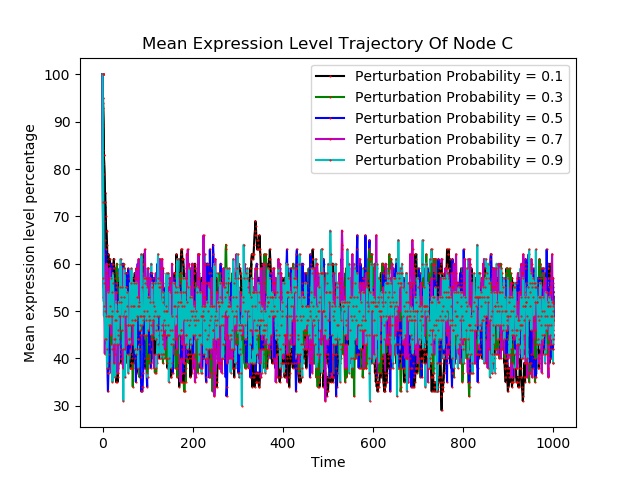 Mean Expression Level Trajectory Of Node C
Perturbation Probability = 0.1
Perturbation Probability = 0.3
Perturbation Probability = 0.5
Perturbation Probability = 0.7
Perturbation Probability = 0.9
Mean expression level percentage
100
90
80
70
60
50
40
30
0 200 400 600 800 1000
Time